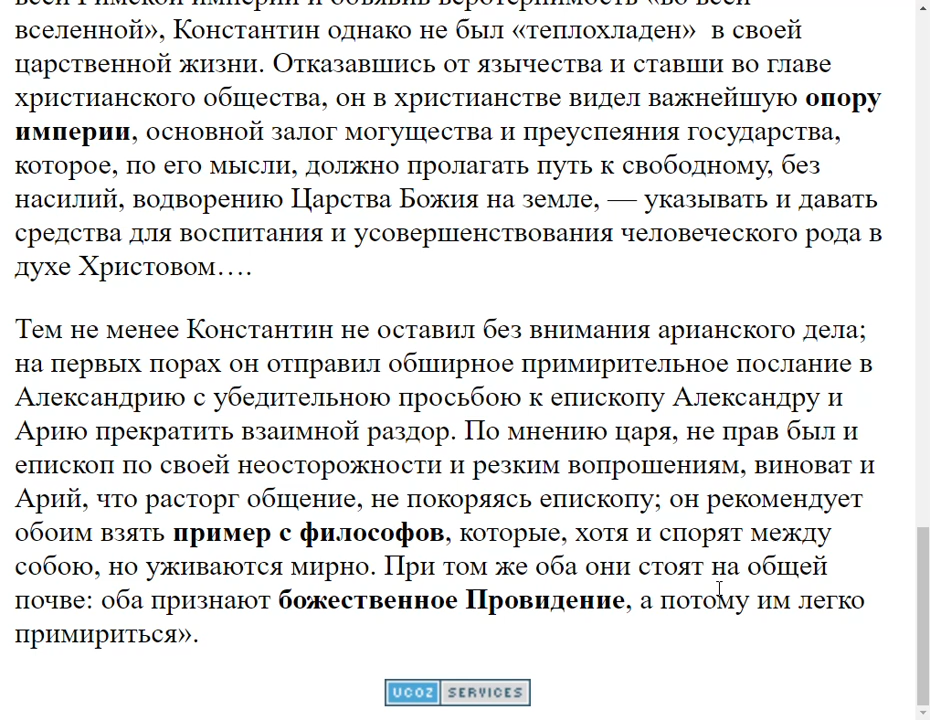 всей Римской империи и объявив веротерпимость «во всей
вселенной», Константин однако не был «теплохладен» в своей
царственной жизни. Отказавшись от язычества и ставши во главе
христианского общества, он в христианстве видел важнейшую опору
империи, основной залог могущества и преуспеяния государства,
которое, по его мысли, должно пролагать путь к свободному, без
насилий, водворению Царства Божия на земле, — указывать и давать
средства для воспитания и усовершенствования человеческого рода в
духе Христовом….
Тем не менее Константин не оставил без внимания арианского дела;
на первых порах он отправил обширное примирительное послание в
Александрию с убедительною просьбою к епископу Александру и
Арию прекратить взаимной раздор. По мнению царя, не прав был и
епископ по своей неосторожности и резким вопрошениям, виноват и
Арий, что расторг общение, не покоряясь епископу; он рекомендует
обоим взять пример с философов, которые, хотя и спорят между
собою, но уживаются мирно. При том же оба они стоят на общей
почве: оба признают божественное Провидение, а потому им легко
примириться».
UCOZ SERVICES